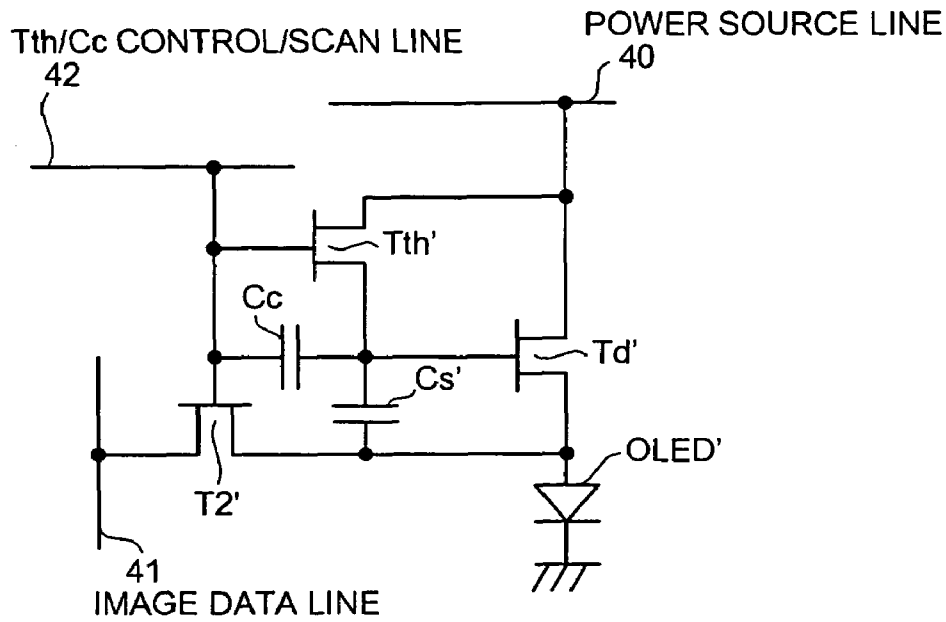 POWER SOURCE LINE
40
Tth/Cc CONTROL/SCAN LINE
42
Tth'
Cc
Td'
Cs'
OLED'
T2'
41
IMAGE DATA LINE